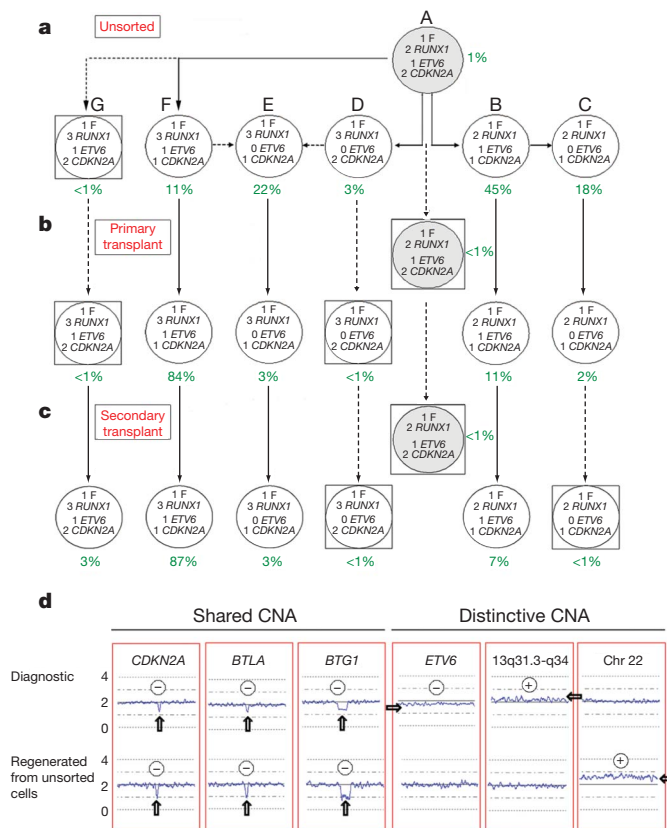 a
Unsorted
A
1 F
2 RUNX1
1 ETV6
2 CDKN2A
1%
G
F
E
D
B
C
1 F
3 RUNX1
1 ETV6
2 CDKN2A
1 F
3 RUNX1
1 ETV6
1 CDKN2A
1 F
3 RUNX1
0 ETV6
1 CDKN2A
1 F
3 RUNX1
0 ETV6
2 CDKN2A
1 F
2 RUNX1
1 ETV6
1 CDKN2A
1 F
2 RUNX1
0 ETV6
1 CDKN2A
<1%
11%
22%
3%
45%
18%
b
Primary
transplant
1 F
2 RUNX1
1 ETV6
2 CDKN2A
<1%
1 F
3 RUNX1
1 ETV6
2 CDKN2A
1 F
3 RUNX1
1 ETV6
1 CDKN2A
1 F
3 RUNX1
0 ETV6
1 CDKN2A
1 F
3 RUNX1
0 ETV6
2 CDKN2A
1 F
2 RUNX1
1 ETV6
1 CDKN2A
1 F
2 RUNX1
0 ETV6
1 CDKN2A
<1%
84%
3%
<1%
11%
2%
c
Secondary
transplant
1 F
2 RUNX1
1 ETV6
2 CDKN2A
<1%
1 F
3 RUNX1
1 ETV6
2 CDKN2A
1 F
3 RUNX1
1 ETV6
1 CDKN2A
1 F
3 RUNX1
0 ETV6
1 CDKN2A
1 F
3 RUNX1
0 ETV6
2 CDKN2A
1 F
2 RUNX1
1 ETV6
1 CDKN2A
1 F
2 RUNX1
0 ETV6
1 CDKN2A
3%
87%
3%
<1%
7%
<1%
d
Shared CNA
Distinctive CNA
CDKN2A
BTLA
BTG1
ETV6
13q31.3-q34
Chr 22
Diagnostic
4
2
0
− − − − +
Regenerated
from unsorted
cells
4
2
0
− − − +